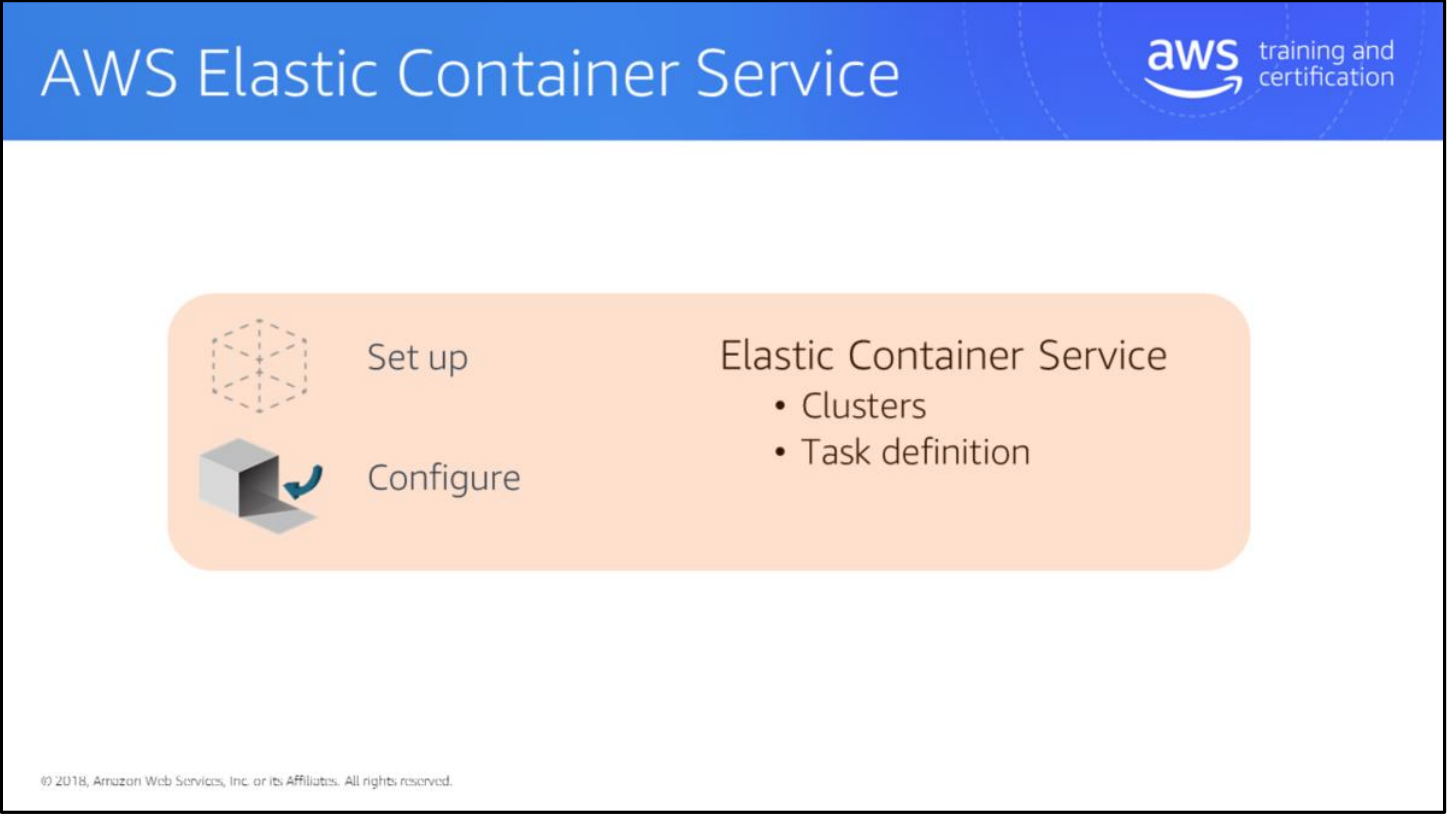 AWS Elastic Container Service
aws training and
certification
Set up
Configure
Elastic Container Service
• Clusters
• Task definition
© 2018, Amazon Web Services, Inc. or its Affiliates. All rights reserved.